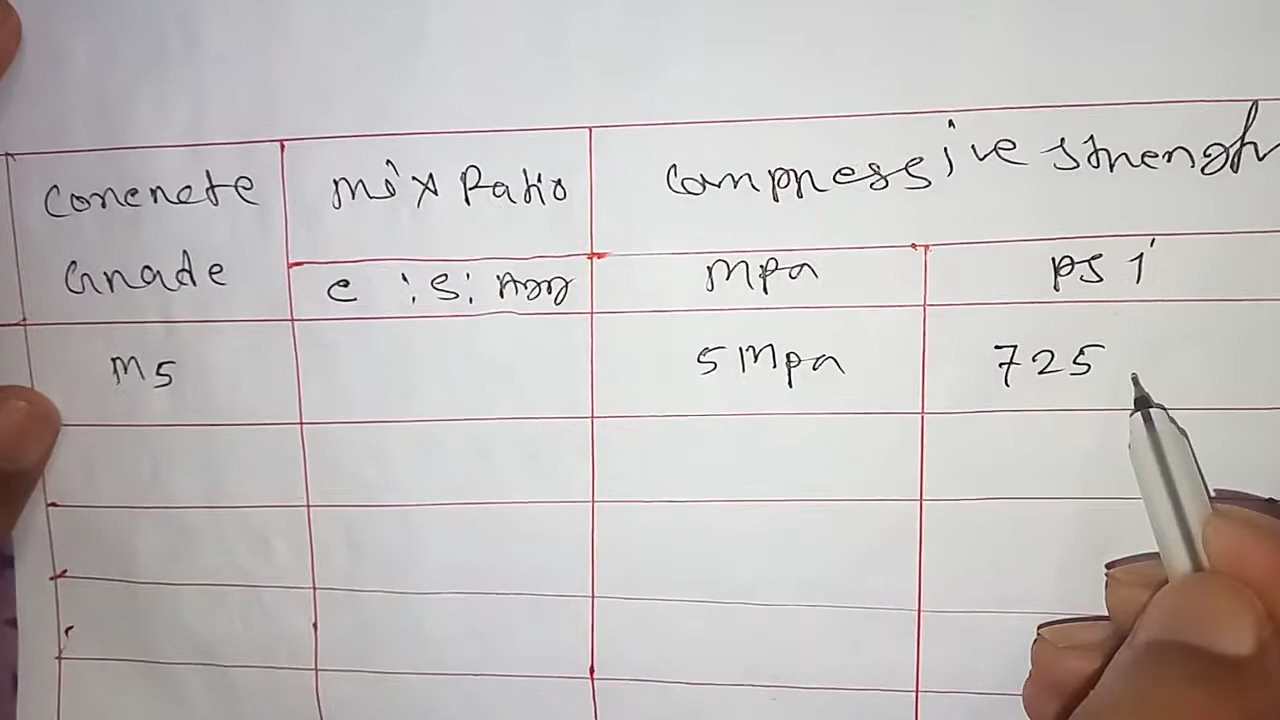 Concrete Grade
mix Ratio
Compressive strength
c : S : Agg
mpa
psi
M5
5 Mpa
725